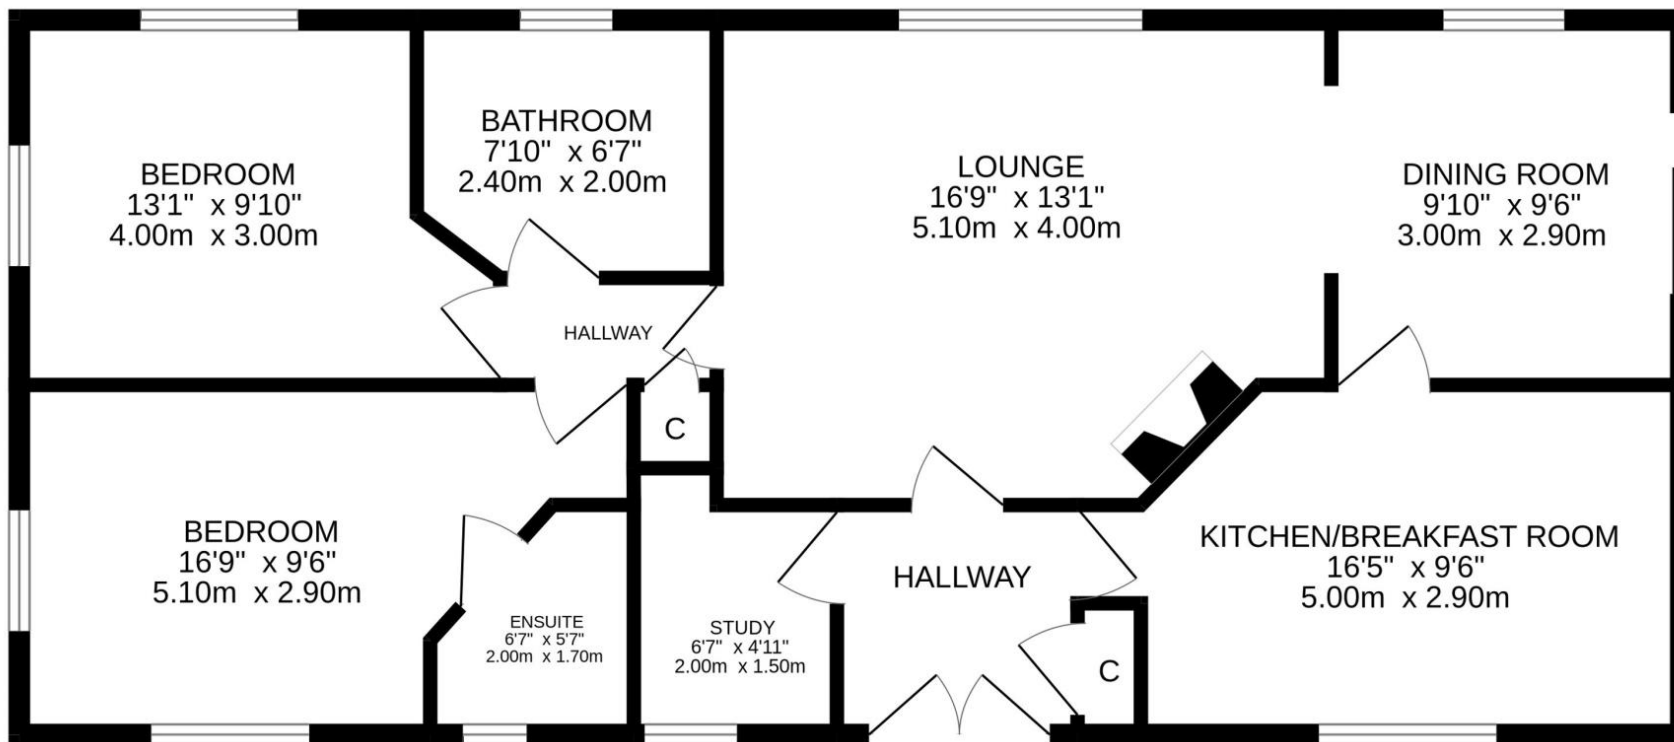 BEDROOM
13'1" x 9'10"
4.00m x 3.00m
BATHROOM
7'10" x 6'7"
2.40m x 2.00m
LOUNGE
16'9" x 13'1"
5.10m x 4.00m
DINING ROOM
9'10" x 9'6"
3.00m x 2.90m
HALLWAY
C
BEDROOM
16'9" x 9'6"
5.10m x 2.90m
ENSUITE
6'7" x 5'7"
2.00m x 1.70m
STUDY
6'7" x 4'11"
2.00m x 1.50m
HALLWAY
C
KITCHEN/BREAKFAST ROOM
16'5" x 9'6"
5.00m x 2.90m